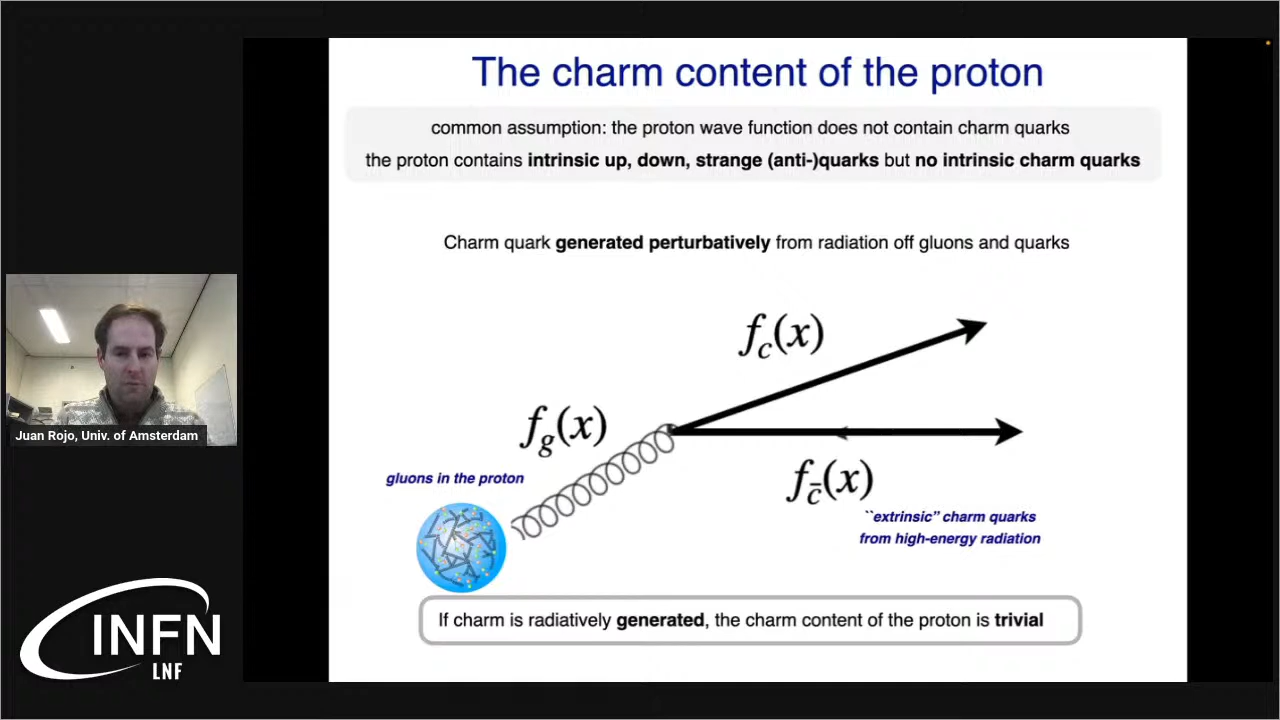 The charm content of the proton
common assumption: the proton wave function does not contain charm quarks
the proton contains intrinsic up, down, strange (anti-)quarks but no intrinsic charm quarks
Charm quark generated perturbatively from radiation off gluons and quarks
f_c(x)
f_g(x)
gluons in the proton
f_c̄(x)
``extrinsic” charm quarks
from high-energy radiation
If charm is radiatively generated, the charm content of the proton is trivial
Juan Rojo, Univ. of Amsterdam
INFN
LNF